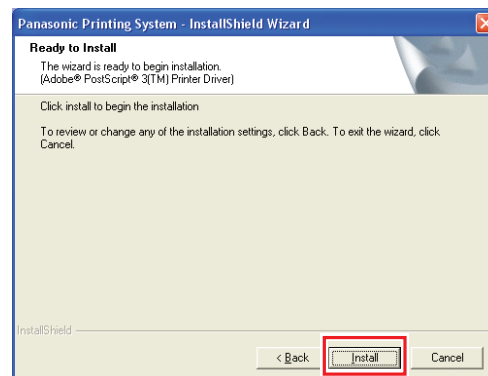 Panasonic Printing System - InstallShield Wizard
Ready to Install
The wizard is ready to begin installation.
(Adobe® PostScript® 3(TM) Printer Driver)
Click install to begin the installation
To review or change any of the installation settings, click Back. To exit the wizard, click
Cancel.
InstallShield
< Back Install Cancel